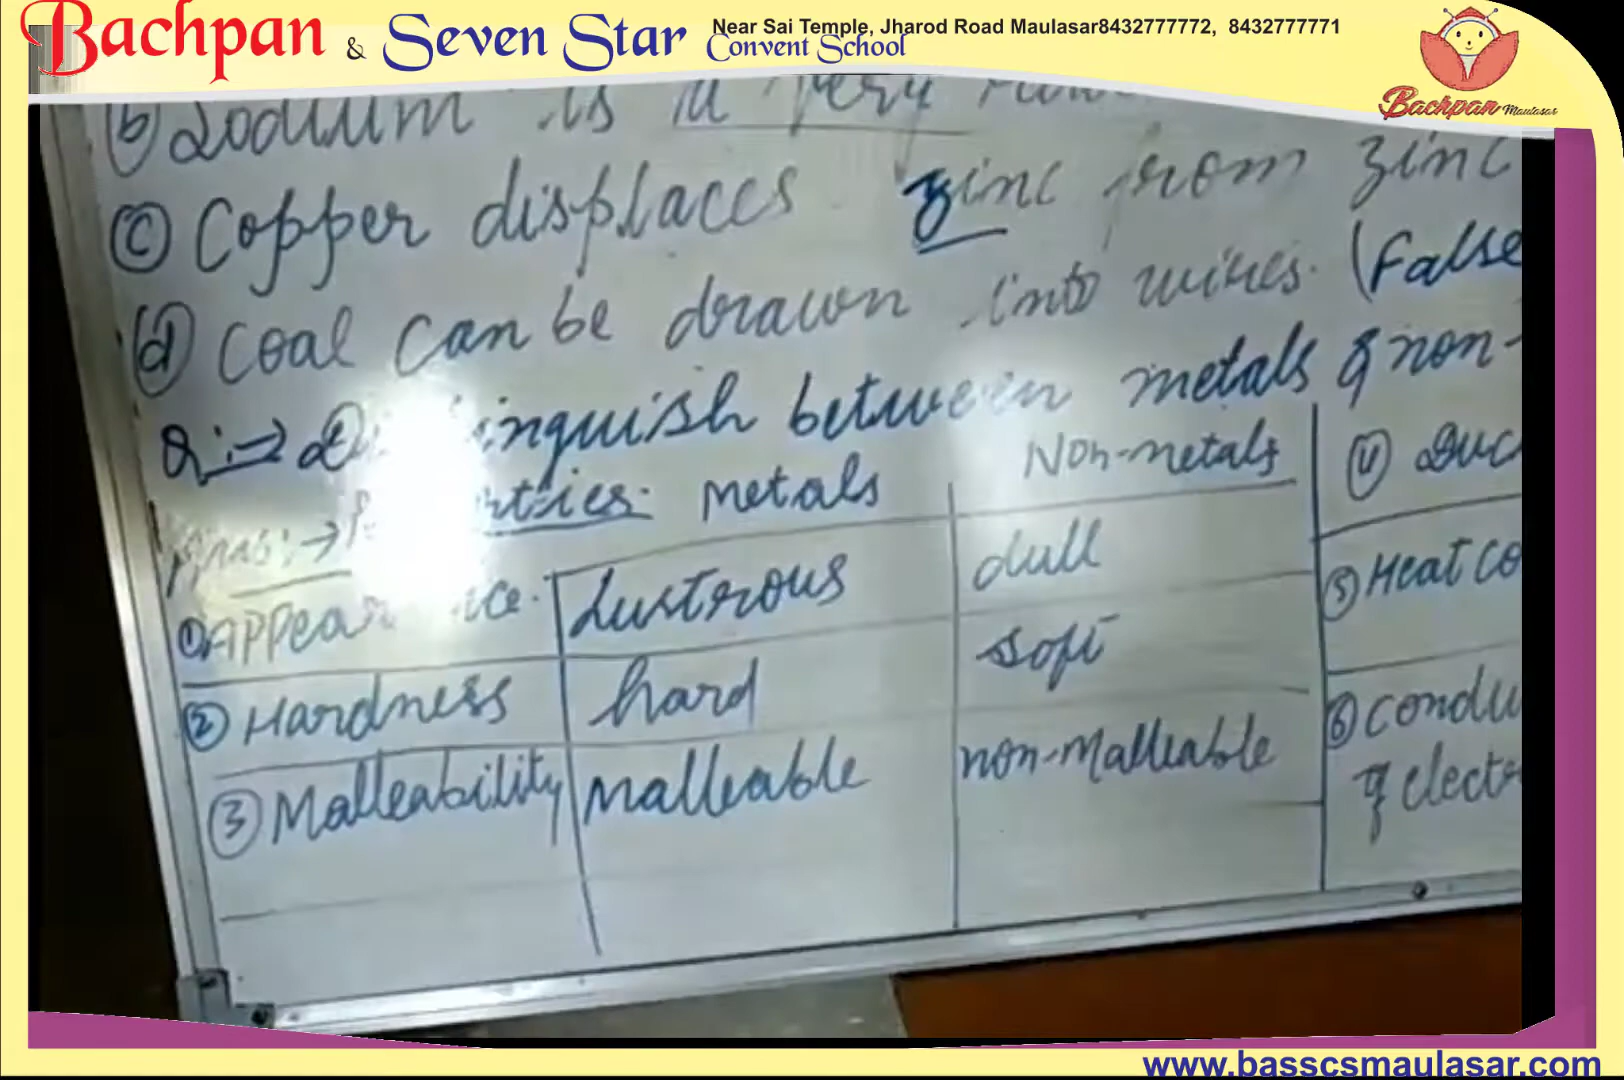 Bachpan & Seven Star Convent School
Near Sai Temple, Jharod Road Maulasar8432777772, 8432777771
Bachpan Maulasar
(b) Sodium is a very
(c) Copper displaces zinc from zinc
(d) Coal can be drawn into wires. (False
Q:→ Distinguish between metals & non-
Ans:→ Metals Non-metals
① Appearance. Lustrous dull
② Hardness hard soft
③ Malleability malleable non-malleable
④ Duc
⑤ Heat co
⑥ Condu
of electr
www.basscsmaulasar.com